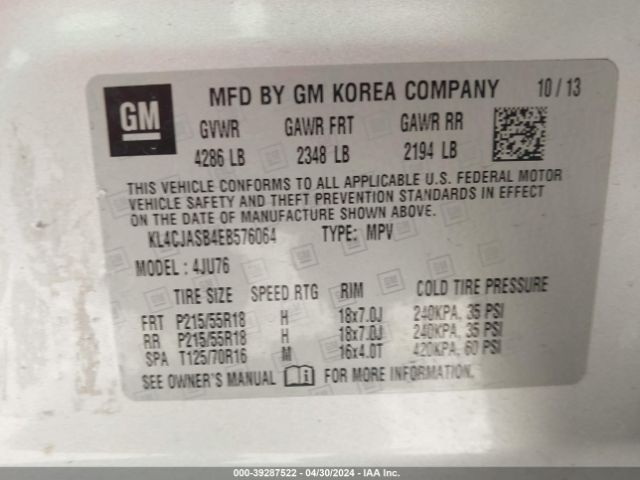 GM
MFD BY GM KOREA COMPANY 10/13
GVWR GAWR FRT GAWR RR
4286 LB 2348 LB 2194 LB
THIS VEHICLE CONFORMS TO ALL APPLICABLE U.S. FEDERAL MOTOR
VEHICLE SAFETY AND THEFT PREVENTION STANDARDS IN EFFECT
ON THE DATE OF MANUFACTURE SHOWN ABOVE.
KL4CJASB4EB576064 TYPE: MPV
MODEL: 4JU76
TIRE SIZE SPEED RTG RIM COLD TIRE PRESSURE
FRT P215/55R18 H 18x7.0J 240KPA, 35 PSI
RR P215/55R18 H 18x7.0J 240KPA, 35 PSI
SPA T125/70R16 M 16x4.0T 420KPA, 60 PSI
SEE OWNER'S MANUAL FOR MORE INFORMATION.
000-39287522 - 04/30/2024 - IAA Inc.